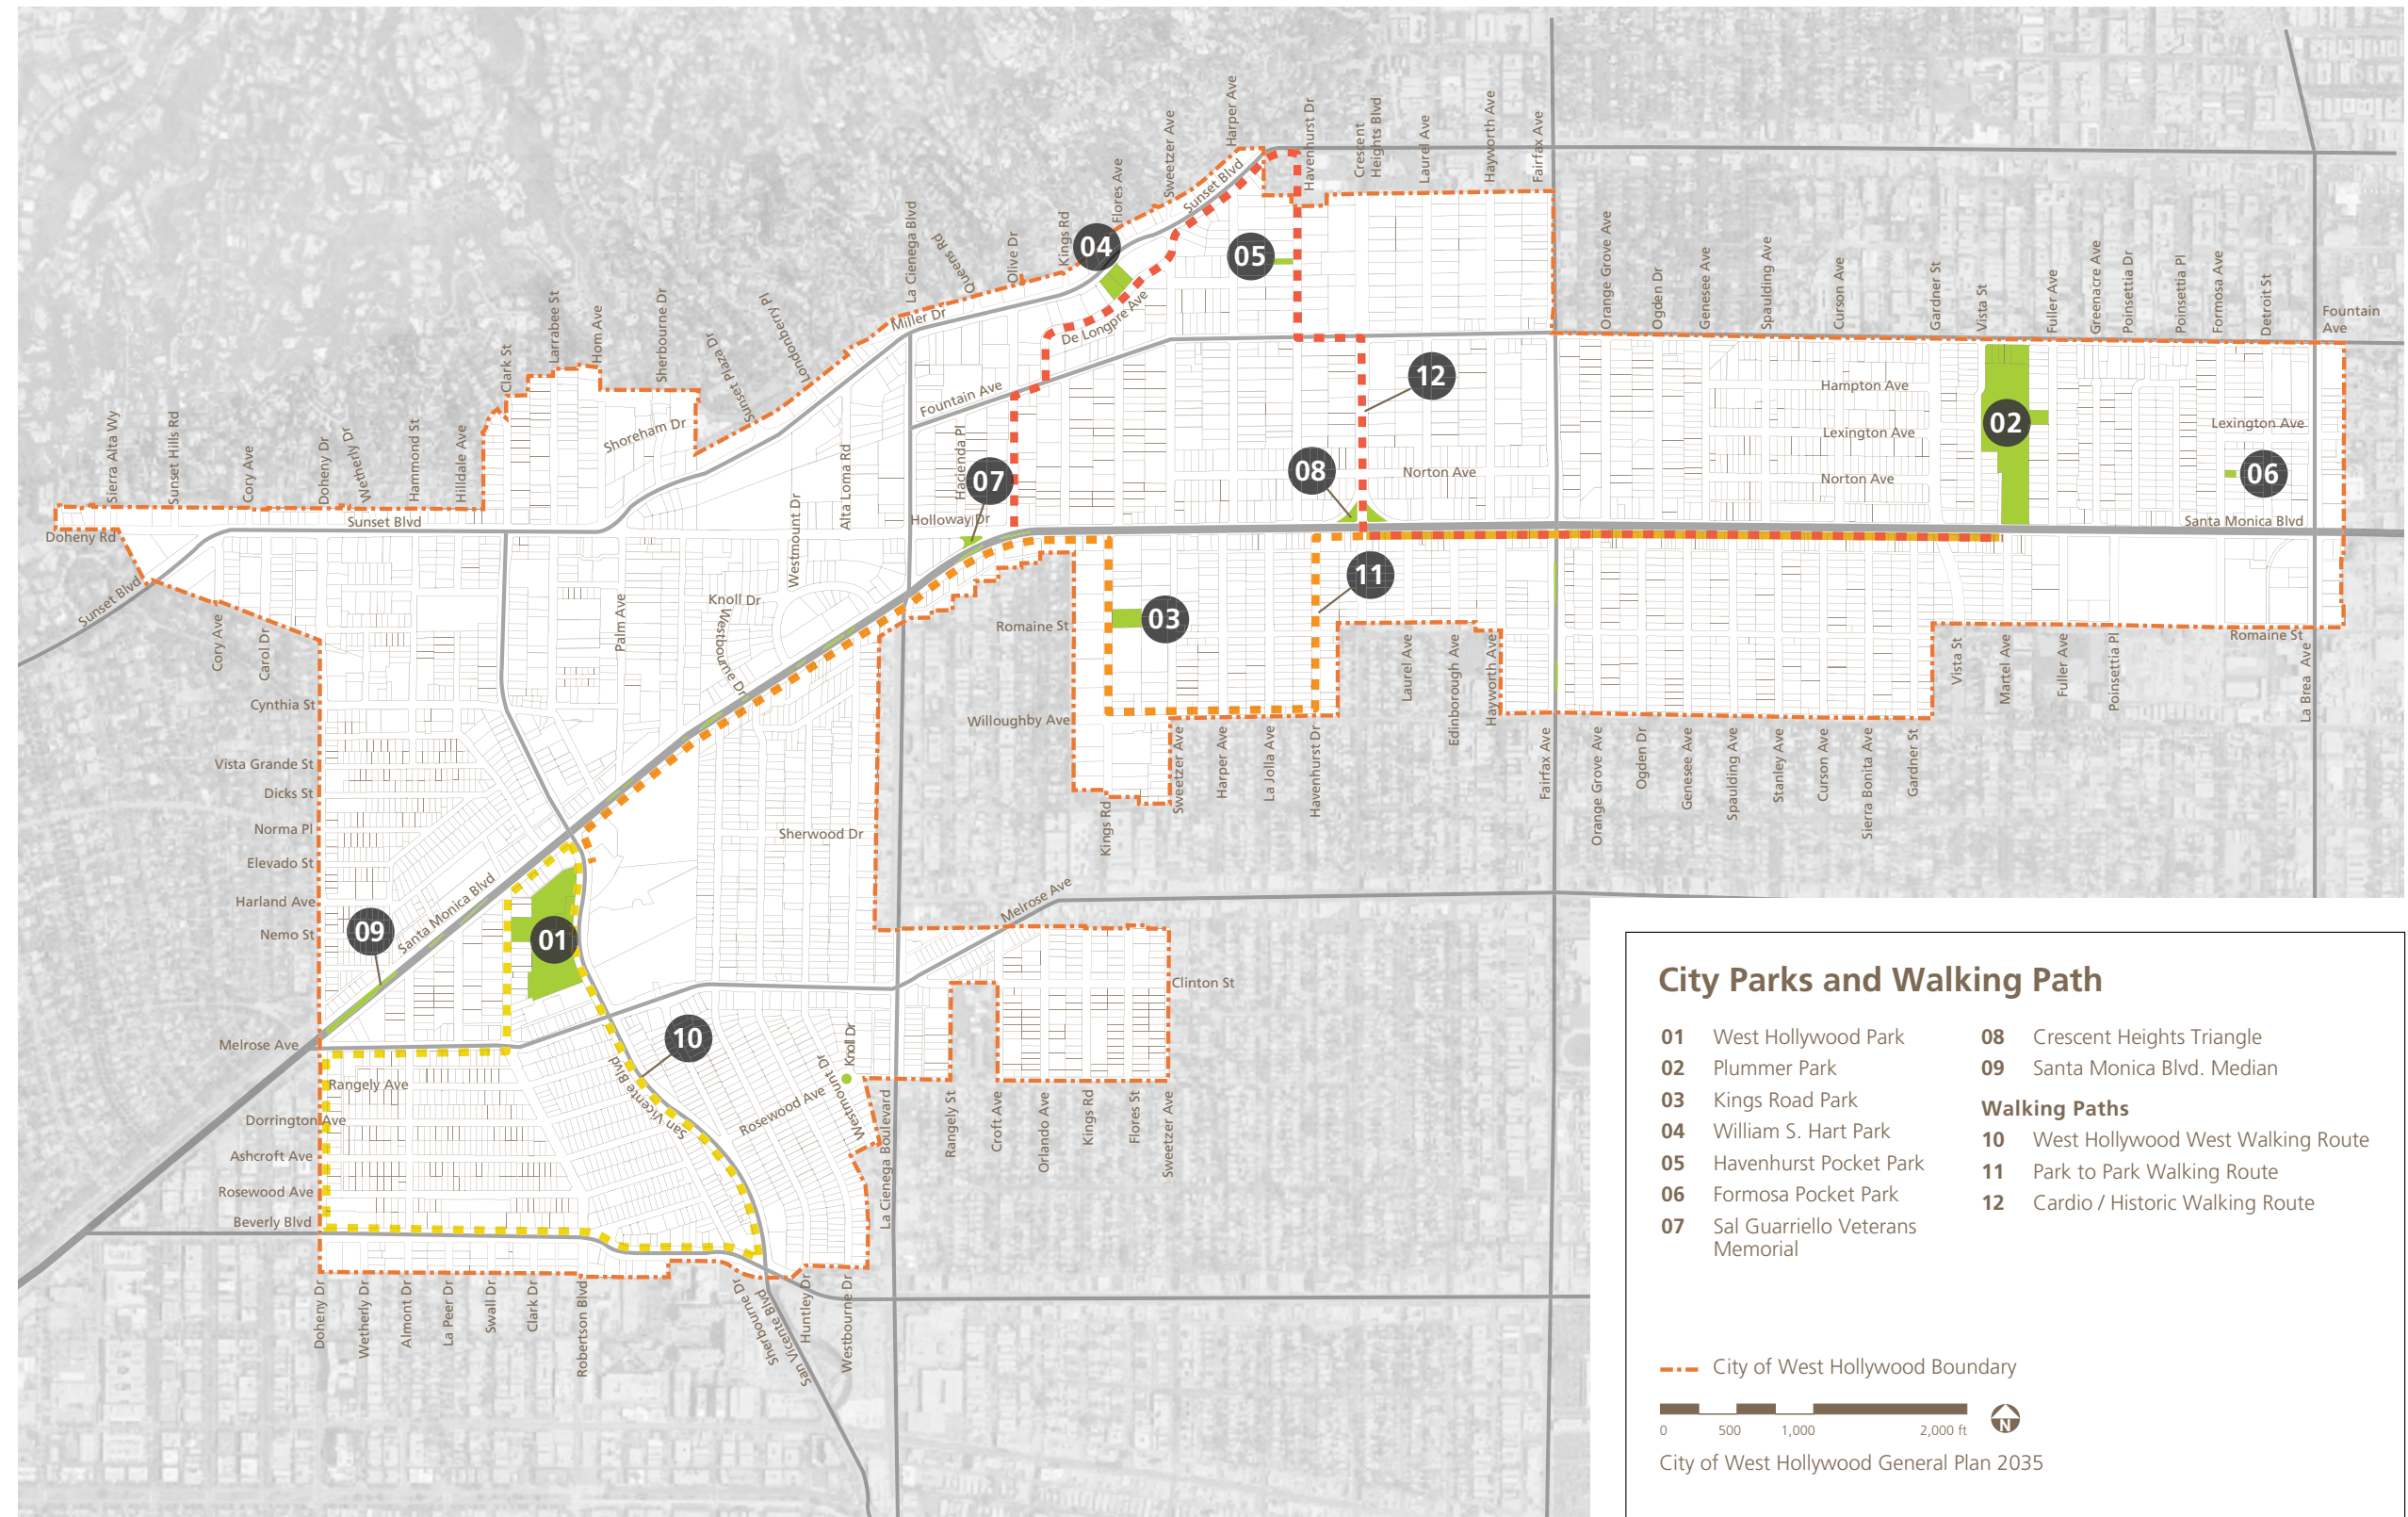 Harper Ave
Havenhurst Dr
Crescent
Heights Blvd
Laurel Ave
Hayworth Ave
Fairfax Ave
Sweetzer Ave
Flores Ave
Kings Rd
Olive Dr
Queens Rd
La Cienega Blvd
Sunset Blvd
04
05
Orange Grove Ave
Ogden Dr
Genesee Ave
Spaulding Ave
Curson Ave
Gardner St
Vista St
Fuller Ave
Greenacre Ave
Poinsettia Dr
Poinsettia Pl
Formosa Ave
Detroit St
Fountain
Ave
Miller Dr
De Longpre Ave
Londonberry Pl
Sunset Plaza Dr
Sherbourne Dr
Horn Ave
Larrabee St
Clark St
Shoreham Dr
Fountain Ave
12
Hampton Ave
02
Lexington Ave
Lexington Ave
Sierra Alta Wy
Sunset Hills Rd
Cory Ave
Doheny Dr
Wetherly Dr
Hammond St
Hilldale Ave
Alta Loma Rd
Hacienda Pl
07
08
Norton Ave
Norton Ave
06
Sunset Blvd
Doheny Rd
Westmount Dr
Holloway Dr
Santa Monica Blvd
Sunset Blvd
Cory Ave
Carol Dr
Palm Ave
Knoll Dr
Westbourne Dr
Romaine St
03
11
Romaine St
Laurel Ave
Edinborough Ave
Hayworth Ave
Vista St
Martel Ave
Fuller Ave
Poinsettia Pl
La Brea Ave
Cynthia St
Willoughby Ave
Vista Grande St
Dicks St
Norma Pl
Elevado St
Harland Ave
Nemo St
Sherwood Dr
Kings Rd
Sweetzer Ave
Harper Ave
La Jolla Ave
Havenhurst Dr
Fairfax Ave
Orange Grove Ave
Ogden Dr
Genesee Ave
Spaulding Ave
Stanley Ave
Curson Ave
Sierra Bonita Ave
Gardner St
Santa Monica Blvd
09
01
Melrose Ave
Clinton St
Melrose Ave
10
Rangely Ave
Dorrington Ave
Ashcroft Ave
Rosewood Ave
Beverly Blvd
San Vicente Blvd
Rosewood Ave
Westmount Dr
Knoll Dr
La Cienega Boulevard
Rangely St
Croft Ave
Orlando Ave
Kings Rd
Flores St
Sweetzer Ave
Doheny Dr
Wetherly Dr
Almont Dr
La Peer Dr
Swall Dr
Clark Dr
Robertson Blvd
Sherbourne Dr
San Vicente Blvd
Huntley Dr
Westbourne Dr
City Parks and Walking Path
01 West Hollywood Park
02 Plummer Park
03 Kings Road Park
04 William S. Hart Park
05 Havenhurst Pocket Park
06 Formosa Pocket Park
07 Sal Guarriello Veterans
Memorial
08 Crescent Heights Triangle
09 Santa Monica Blvd. Median
Walking Paths
10 West Hollywood West Walking Route
11 Park to Park Walking Route
12 Cardio / Historic Walking Route
City of West Hollywood Boundary
0 500 1,000 2,000 ft
N
City of West Hollywood General Plan 2035